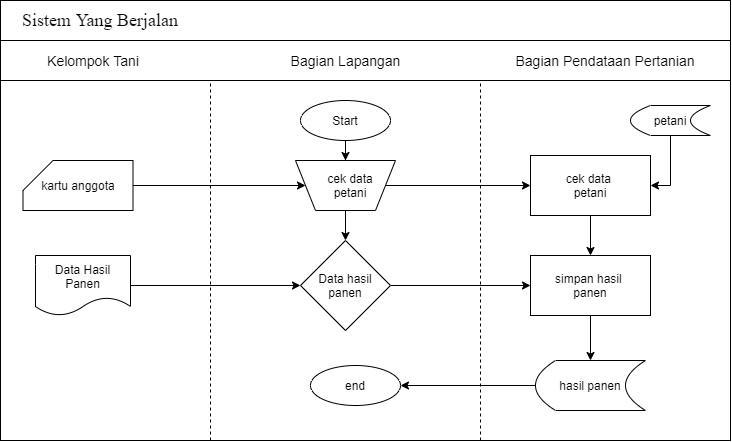 Sistem Yang Berjalan
Kelompok Tani
Bagian Lapangan
Bagian Pendataan Pertanian
Start
petani
kartu anggota
cek data
petani
cek data
petani
Data Hasil
Panen
Data hasil
panen
simpan hasil
panen
end
hasil panen